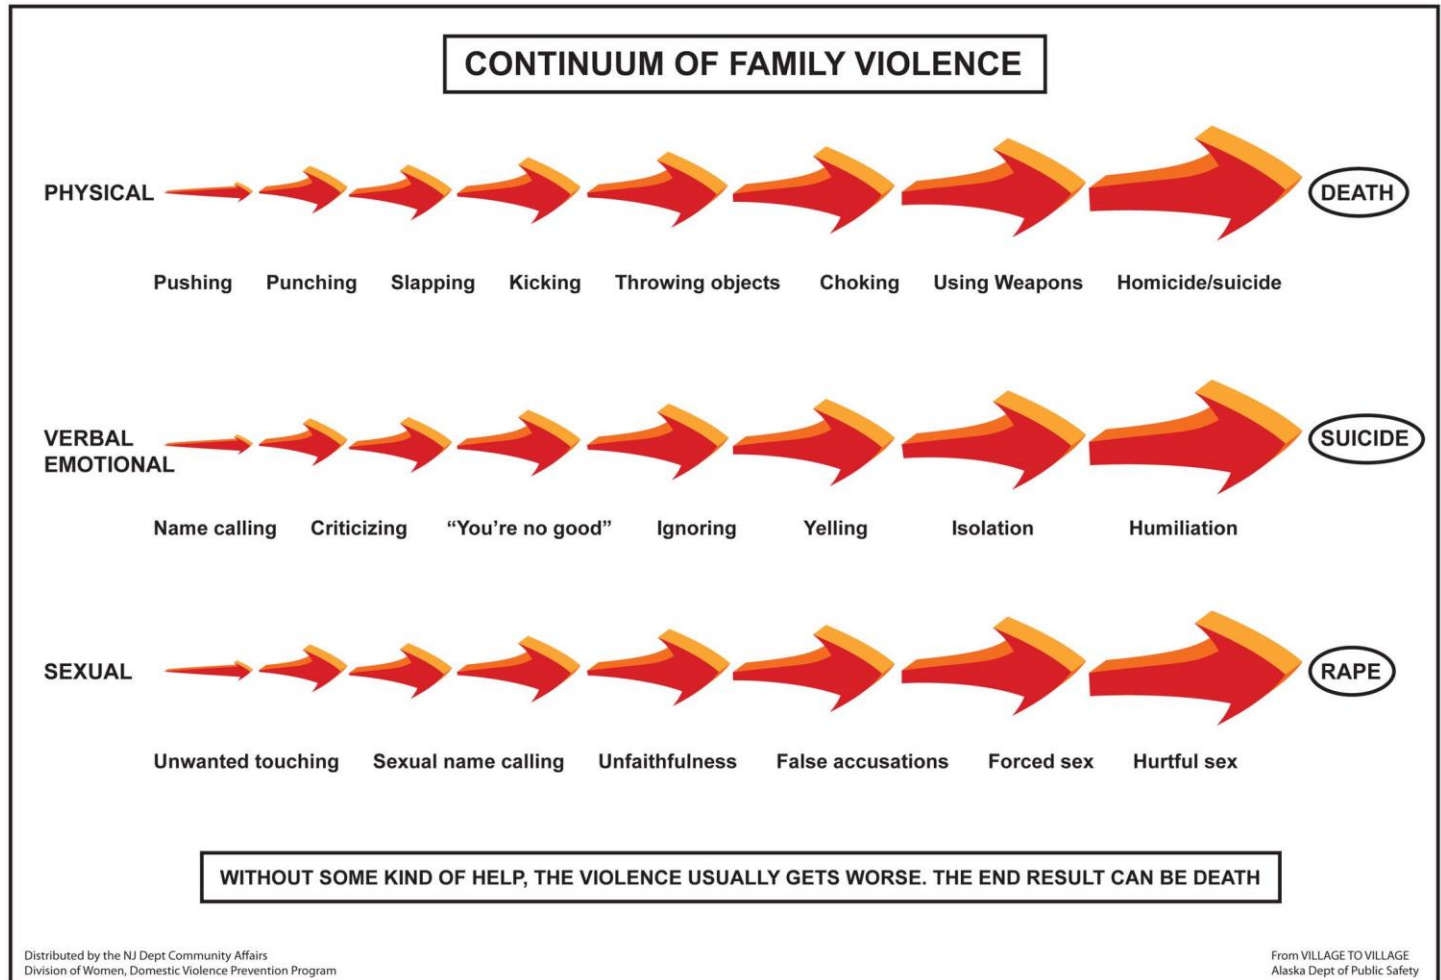 CONTINUUM OF FAMILY VIOLENCE
PHYSICAL
DEATH
Pushing Punching Slapping Kicking Throwing objects Choking Using Weapons Homicide/suicide
VERBAL
EMOTIONAL
SUICIDE
Name calling Criticizing “You’re no good” Ignoring Yelling Isolation Humiliation
SEXUAL
RAPE
Unwanted touching Sexual name calling Unfaithfulness False accusations Forced sex Hurtful sex
WITHOUT SOME KIND OF HELP, THE VIOLENCE USUALLY GETS WORSE. THE END RESULT CAN BE DEATH
Distributed by the NJ Dept Community Affairs
Division of Women, Domestic Violence Prevention Program
From VILLAGE TO VILLAGE
Alaska Dept of Public Safety